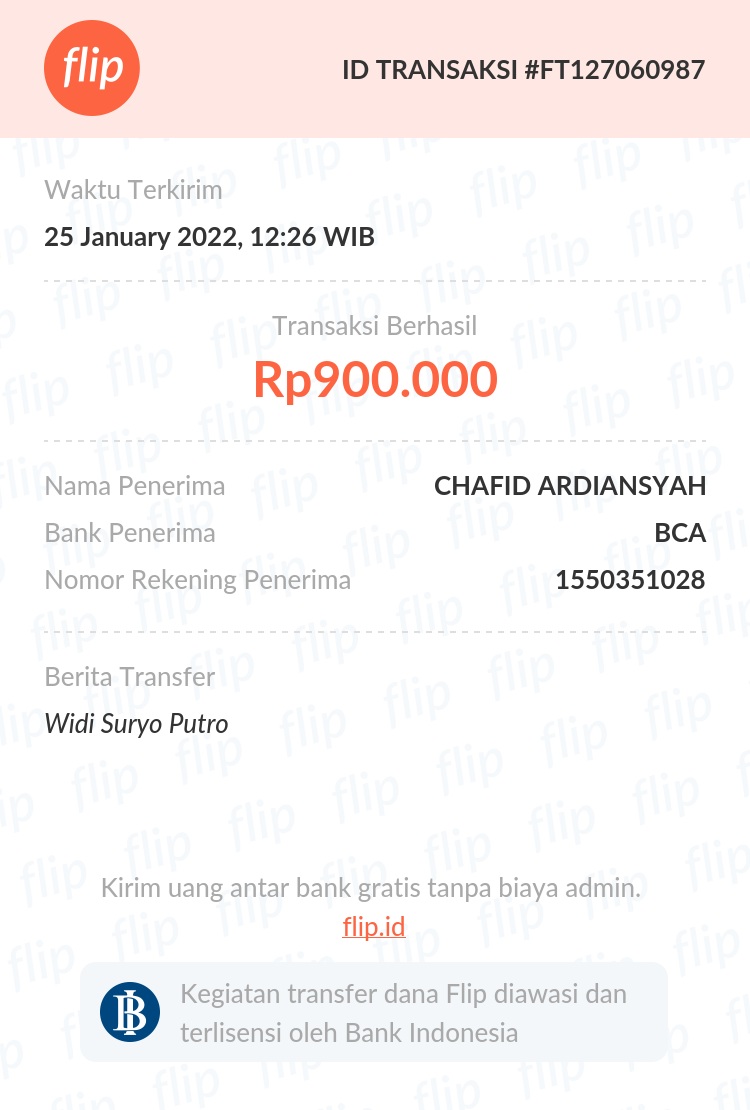 flip
ID TRANSAKSI #FT127060987
Waktu Terkirim
25 January 2022, 12:26 WIB
Transaksi Berhasil
Rp900.000
Nama Penerima CHAFID ARDIANSYAH
Bank Penerima BCA
Nomor Rekening Penerima 1550351028
Berita Transfer
Widi Suryo Putro
Kirim uang antar bank gratis tanpa biaya admin.
flip.id
Kegiatan transfer dana Flip diawasi dan
terlisensi oleh Bank Indonesia